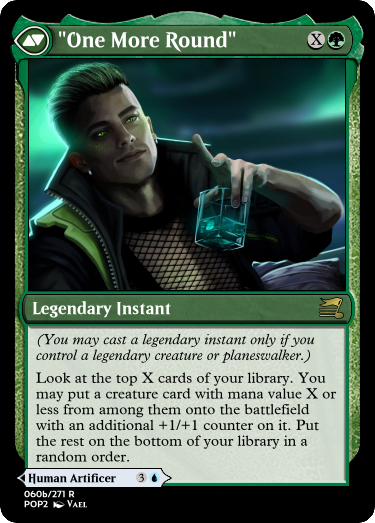 "One More Round"
X
Legendary Instant
(You may cast a legendary instant only if you
control a legendary creature or planeswalker.)
Look at the top X cards of your library. You
may put a creature card with mana value X or
less from among them onto the battlefield
with an additional +1/+1 counter on it. Put
the rest on the bottom of your library in a
random order.
Human Artificer 3
060b/271 R
POP2 Vael